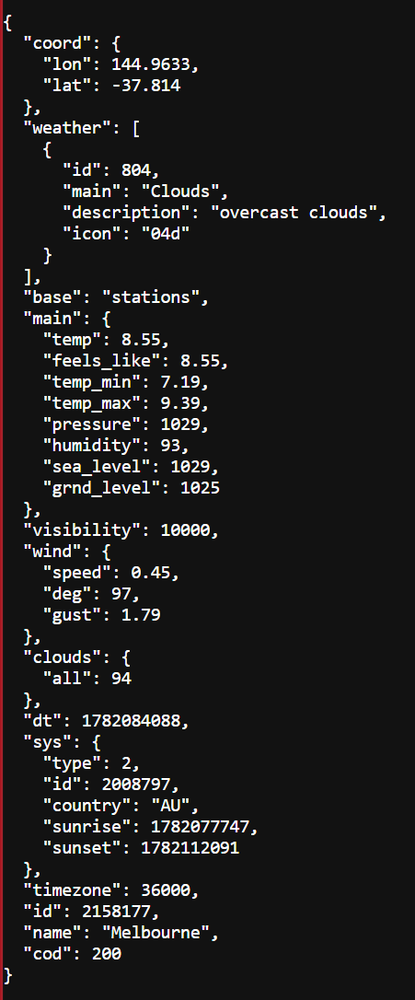 {
  "coord": {
    "lon": 144.9633,
    "lat": -37.814
  },
  "weather": [
    {
      "id": 804,
      "main": "Clouds",
      "description": "overcast clouds",
      "icon": "04d"
    }
  ],
  "base": "stations",
  "main": {
    "temp": 8.55,
    "feels_like": 8.55,
    "temp_min": 7.19,
    "temp_max": 9.39,
    "pressure": 1029,
    "humidity": 93,
    "sea_level": 1029,
    "grnd_level": 1025
  },
  "visibility": 10000,
  "wind": {
    "speed": 0.45,
    "deg": 97,
    "gust": 1.79
  },
  "clouds": {
    "all": 94
  },
  "dt": 1782084088,
  "sys": {
    "type": 2,
    "id": 2008797,
    "country": "AU",
    "sunrise": 1782077747,
    "sunset": 1782112091
  },
  "timezone": 36000,
  "id": 2158177,
  "name": "Melbourne",
  "cod": 200
}